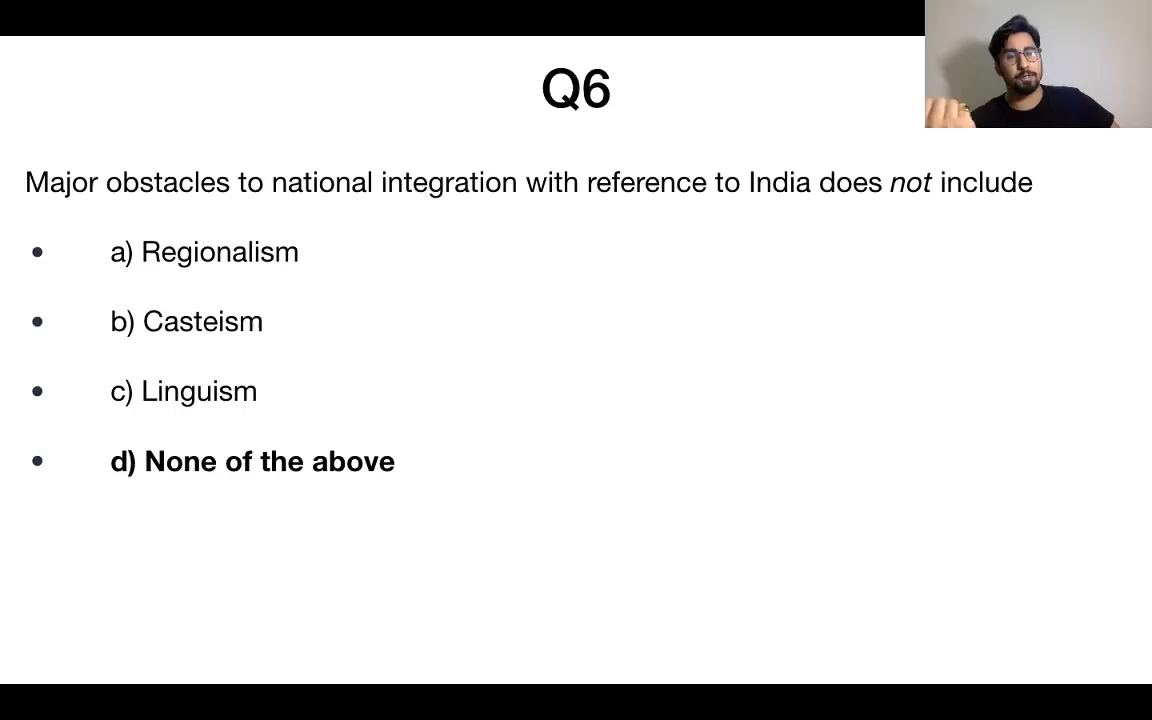 Q6
Major obstacles to national integration with reference to India does not include
• a) Regionalism
• b) Casteism
• c) Linguism
• d) None of the above